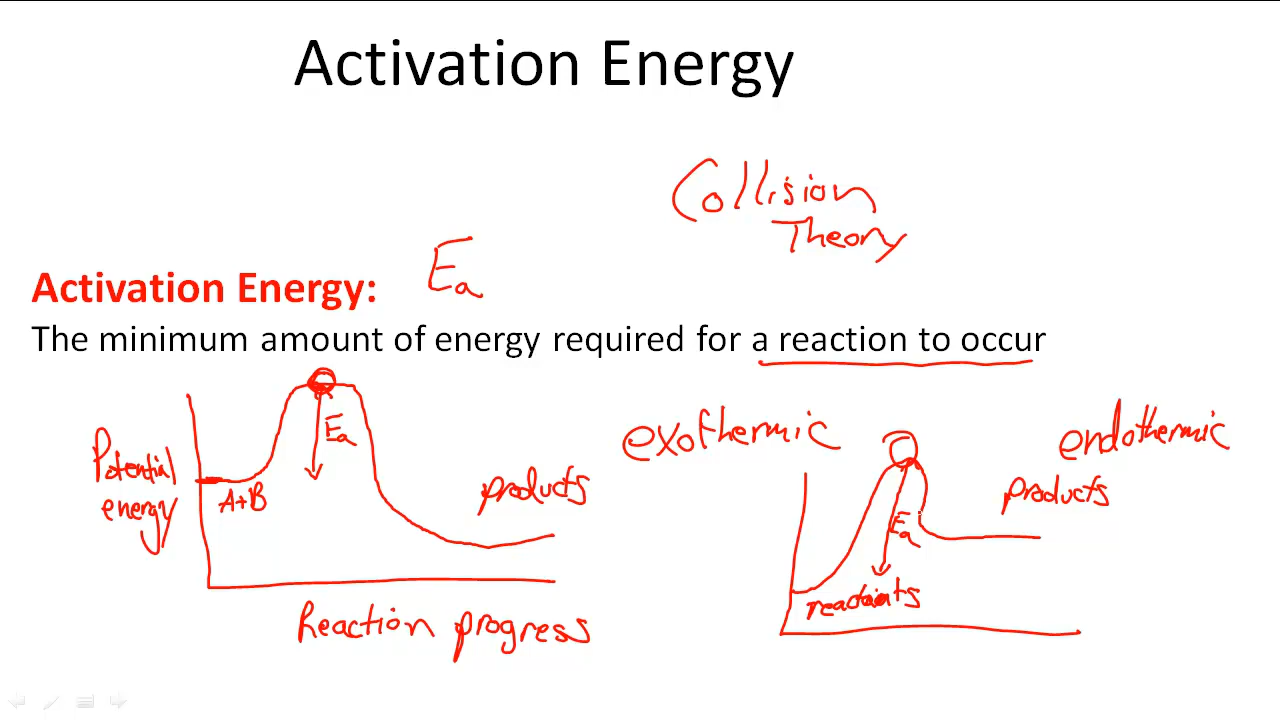 Activation Energy
Collision
Theory
Activation Energy: Ea
The minimum amount of energy required for a reaction to occur
Potential
energy
A+B
Ea
products
exothermic
Reaction progress
endothermic
products
Ea
reactants